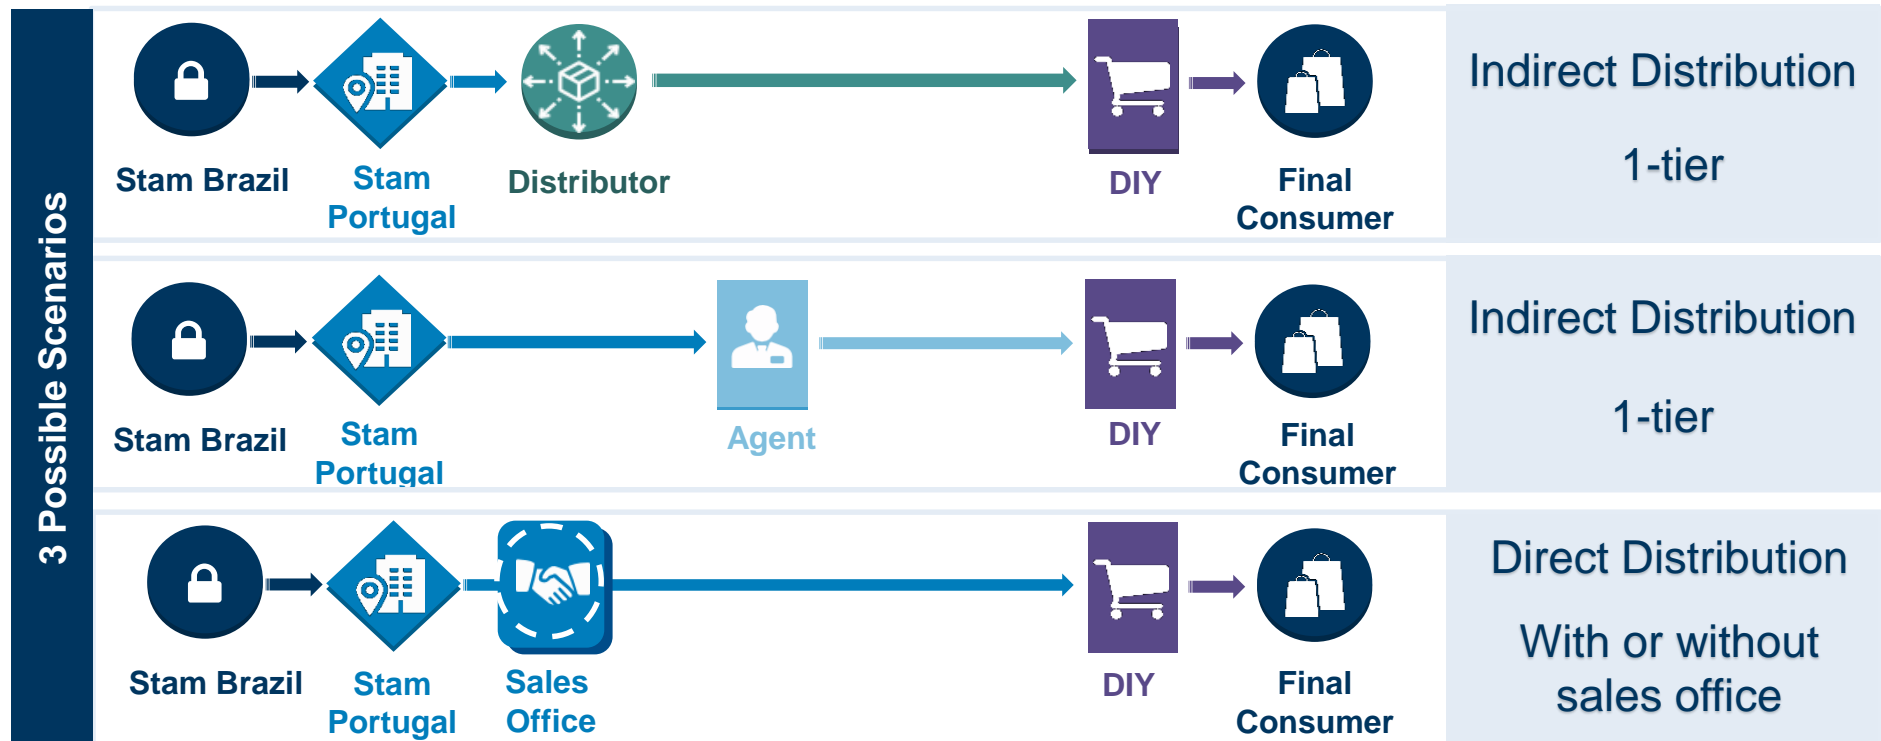 3 Possible Scenarios
Stam Brazil
Stam
Portugal
Distributor
DIY
Final
Consumer
Indirect Distribution
1-tier
Stam Brazil
Stam
Portugal
Agent
DIY
Final
Consumer
Indirect Distribution
1-tier
Stam Brazil
Stam
Portugal
Sales
Office
DIY
Final
Consumer
Direct Distribution
With or without
sales office